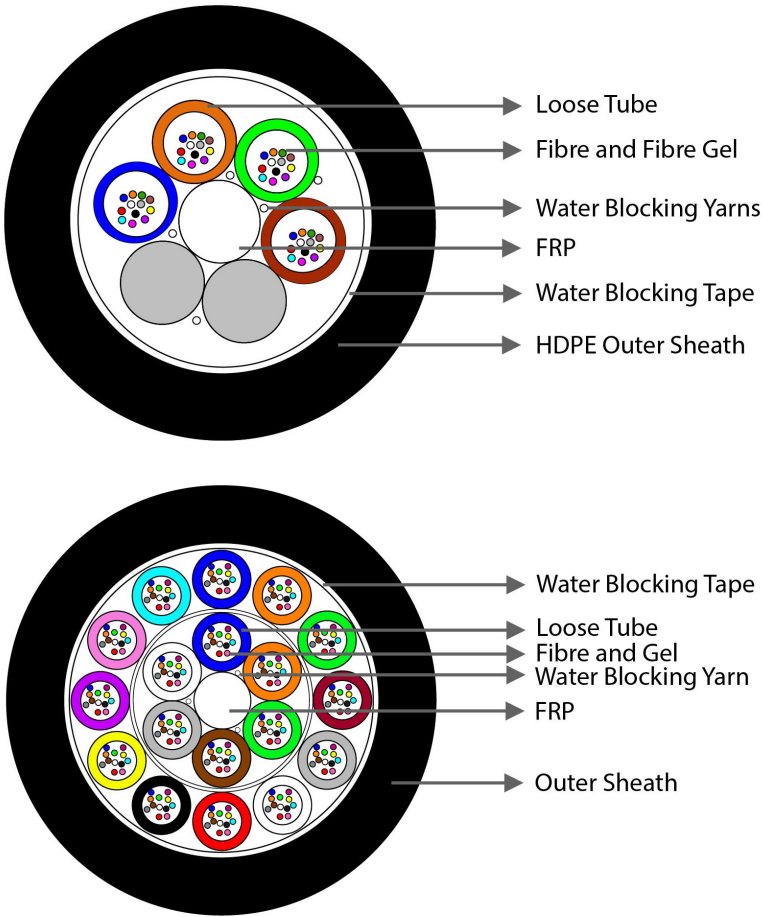 Loose Tube
Fibre and Fibre Gel
Water Blocking Yarns
FRP
Water Blocking Tape
HDPE Outer Sheath
Water Blocking Tape
Loose Tube
Fibre and Gel
Water Blocking Yarn
FRP
Outer Sheath